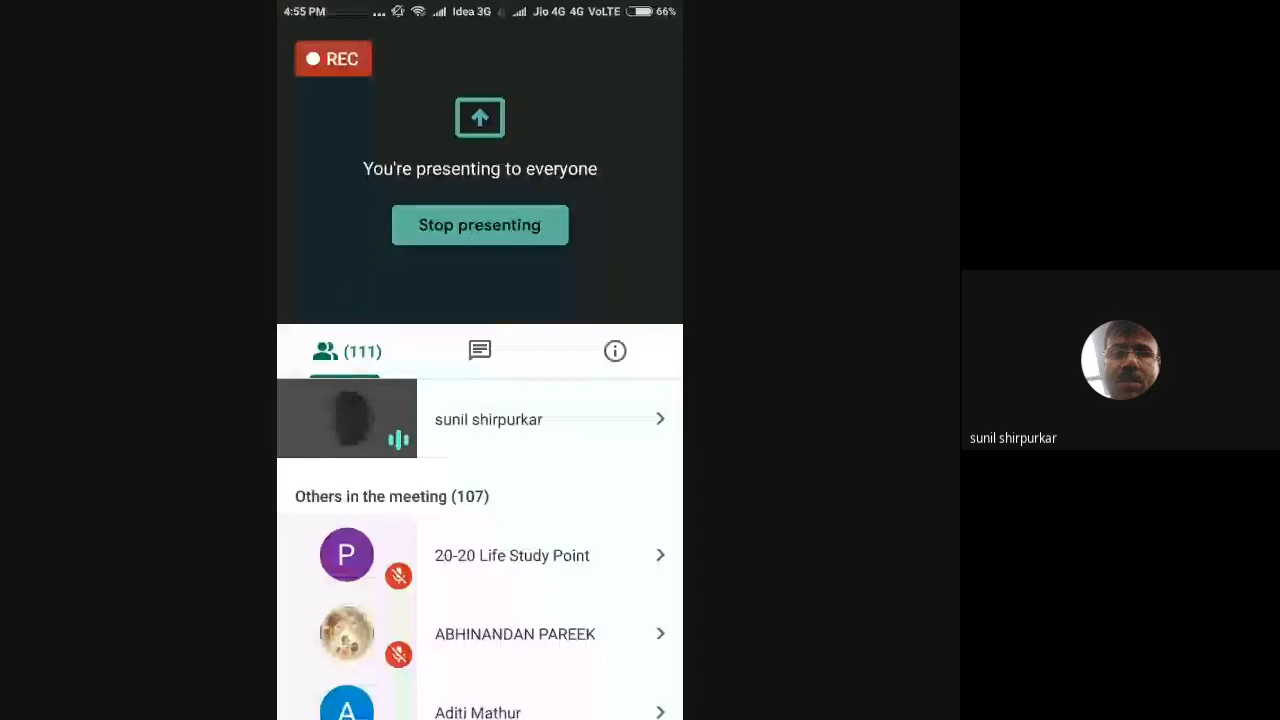 4:55 PM ... Idea 3G Jio 4G 4G VoLTE 66%
REC
You're presenting to everyone
Stop presenting
(111)
sunil shirpurkar
Others in the meeting (107)
P 20-20 Life Study Point
ABHINANDAN PAREEK
A Aditi Mathur
sunil shirpurkar